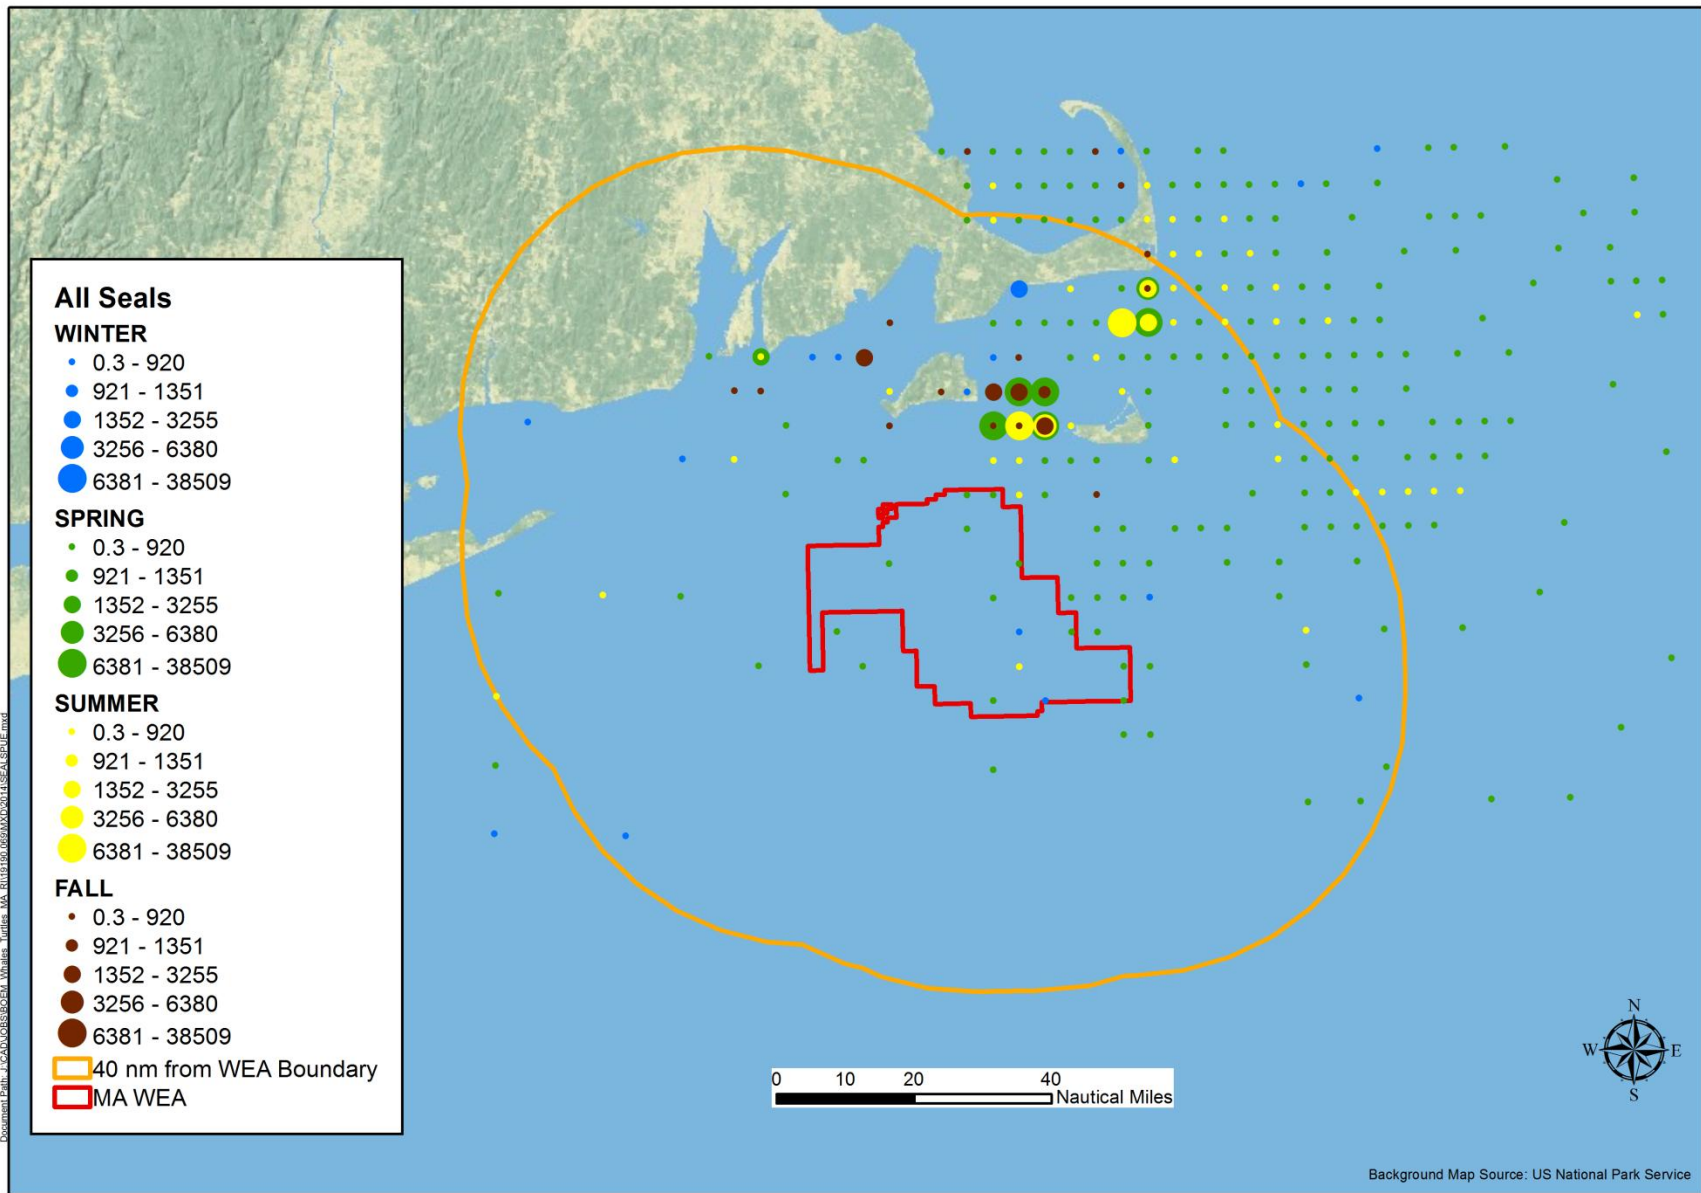 All Seals
WINTER
0.3 - 920
921 - 1351
1352 - 3255
3256 - 6380
6381 - 38509
SPRING
0.3 - 920
921 - 1351
1352 - 3255
3256 - 6380
6381 - 38509
SUMMER
0.3 - 920
921 - 1351
1352 - 3255
3256 - 6380
6381 - 38509
FALL
0.3 - 920
921 - 1351
1352 - 3255
3256 - 6380
6381 - 38509
40 nm from WEA Boundary
MA WEA
0 10 20 40
Nautical Miles
N
W E
S
Background Map Source: US National Park Service